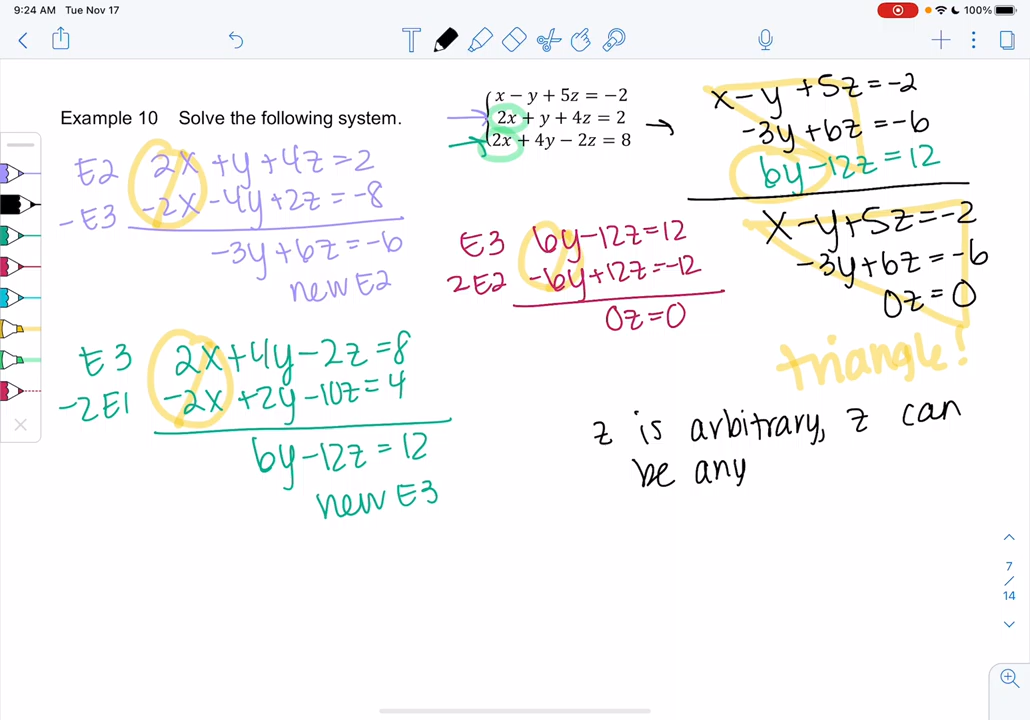 9:24 AM Tue Nov 17
100%
Example 10 Solve the following system.
x − y + 5z = −2
2x + y + 4z = 2
2x + 4y − 2z = 8
→
x - y + 5z = -2
-3y + 6z = -6
6y - 12z = 12
E2 2x + y + 4z = 2
-E3 -2x - 4y + 2z = -8
-3y + 6z = -6
new E2
E3 2x + 4y - 2z = 8
-2E1 -2x + 2y - 10z = 4
6y - 12z = 12
new E3
E3 6y - 12z = 12
2E2 -6y + 12z = -12
0z = 0
x - y + 5z = -2
-3y + 6z = -6
0z = 0
triangle!
z is arbitrary, z can
be any
7
/
14